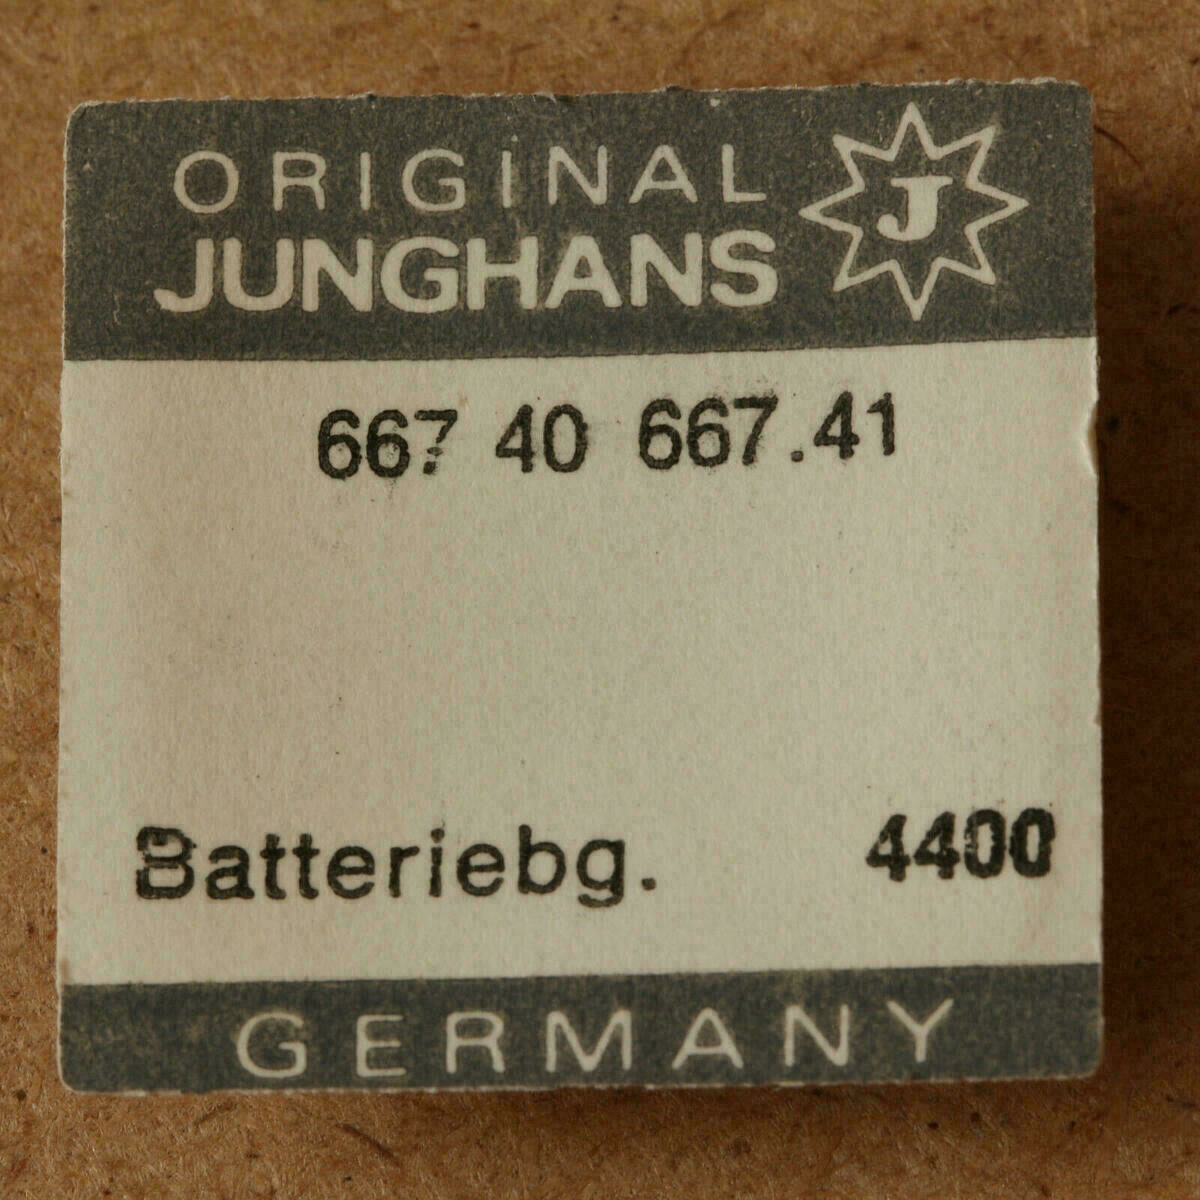 ORIGINAL
JUNGHANS
J
667 40 667.41
Batteriebg. 4400
GERMANY